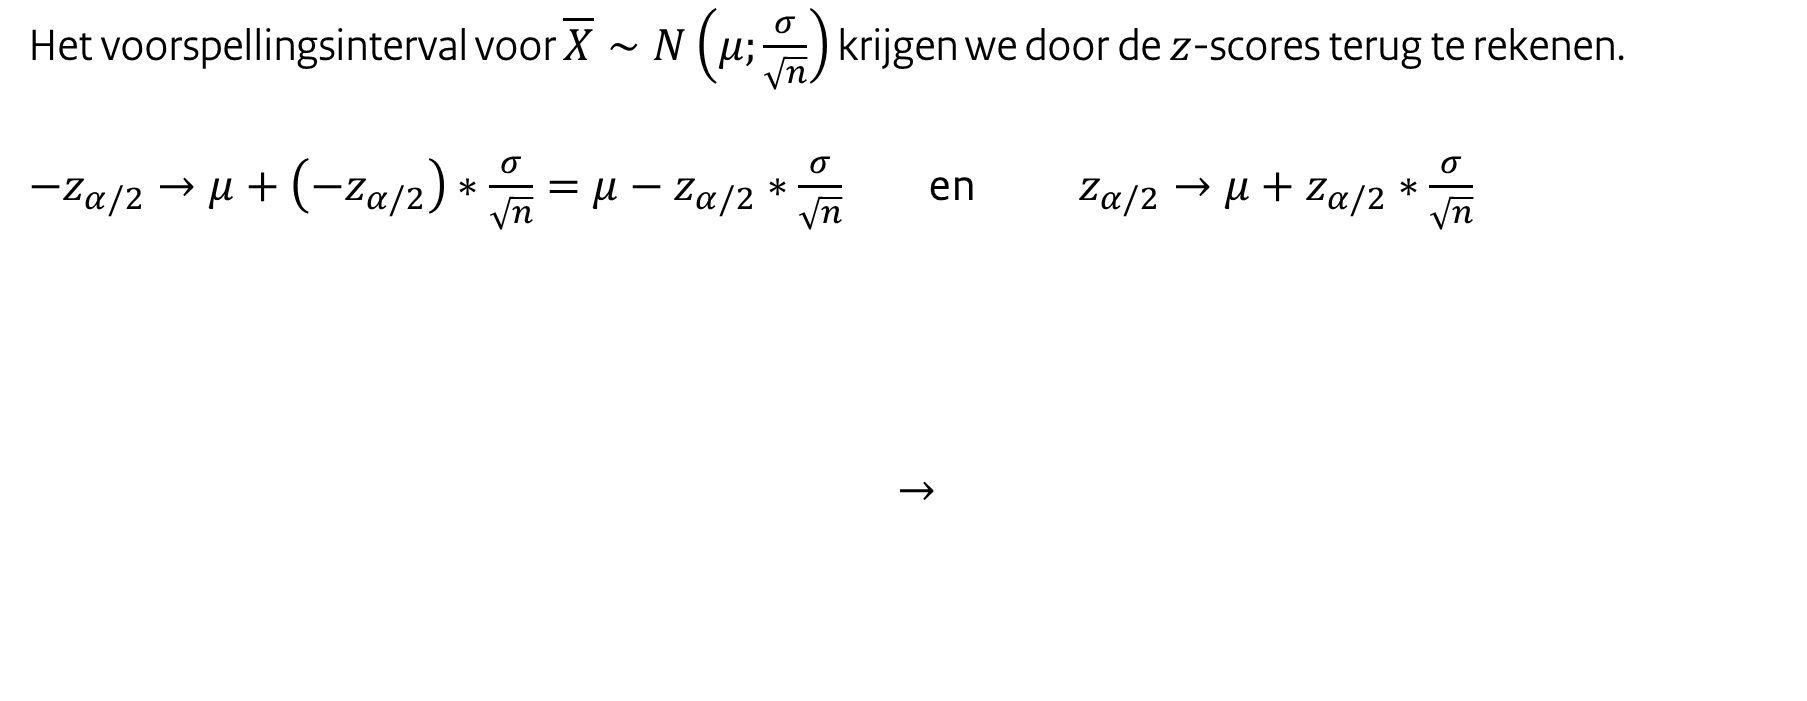 Het voorspellingsinterval voor X̅ ~ N (μ; σ/√n) krijgen we door de z-scores terug te rekenen.
−z_{α/2} → μ + (−z_{α/2}) * σ/√n = μ − z_{α/2} * σ/√n en z_{α/2} → μ + z_{α/2} * σ/√n
→